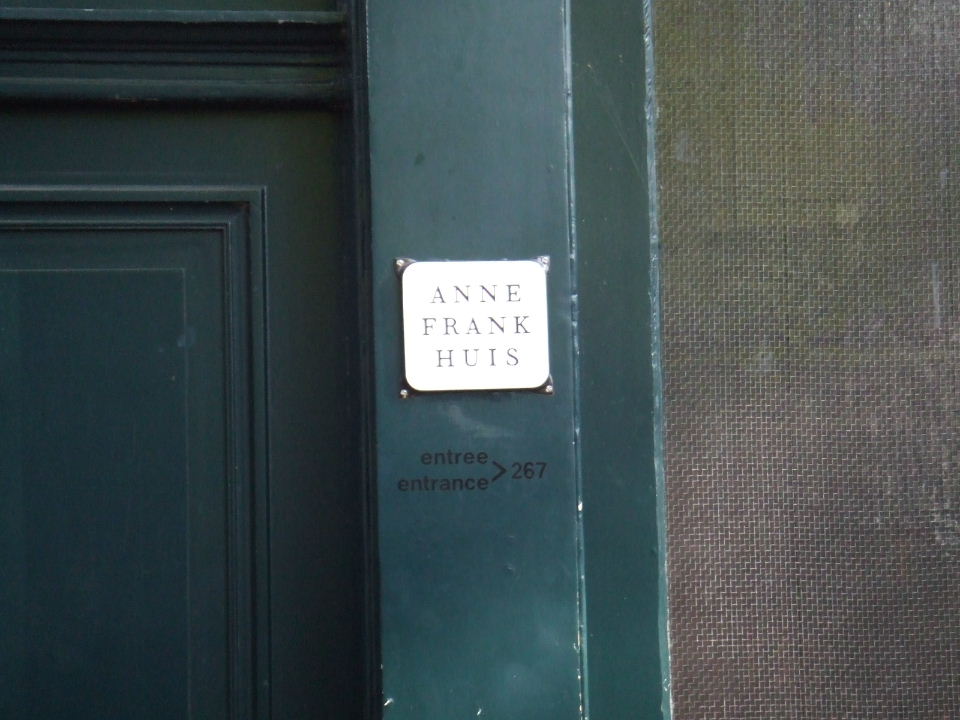 ANNE
FRANK
HUIS
entree
entrance > 267